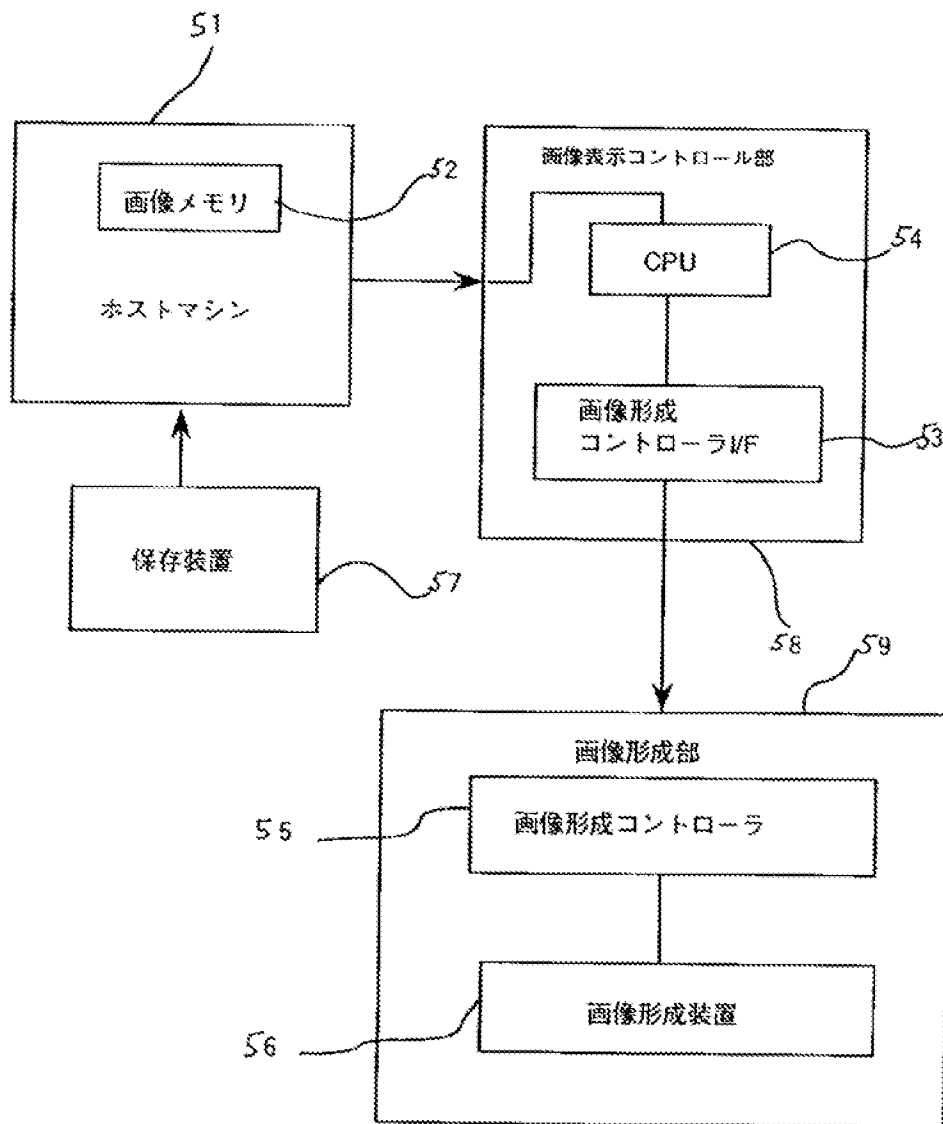 51
画像メモリ
52
ホストマシン
保存装置
57
画像表示コントロール部
CPU
54
画像形成
コントローラI/F
53
58
59
画像形成部
画像形成コントローラ
55
画像形成装置
56